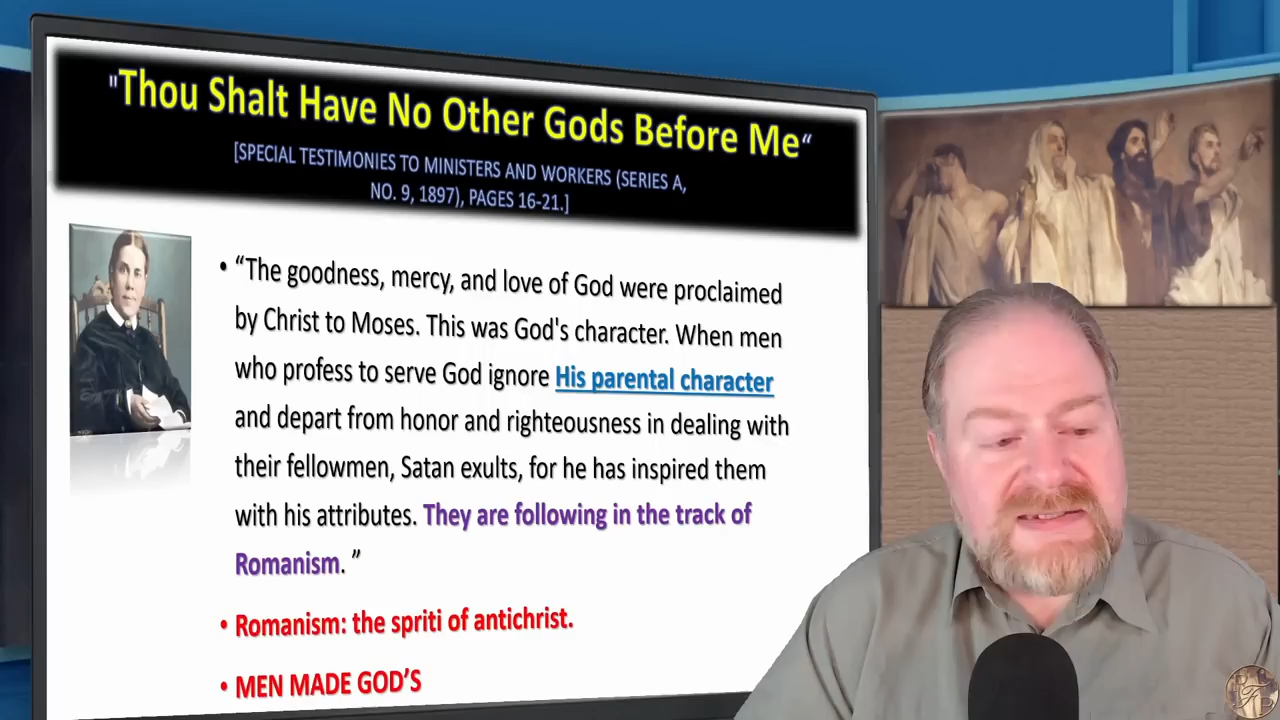 "Thou Shalt Have No Other Gods Before Me“
[SPECIAL TESTIMONIES TO MINISTERS AND WORKERS (SERIES A,
NO. 9, 1897), PAGES 16-21.]
• “The goodness, mercy, and love of God were proclaimed
by Christ to Moses. This was God's character. When men
who profess to serve God ignore His parental character
and depart from honor and righteousness in dealing with
their fellowmen, Satan exults, for he has inspired them
with his attributes. They are following in the track of
Romanism. ”
• Romanism: the spriti of antichrist.
• MEN MADE GOD’S